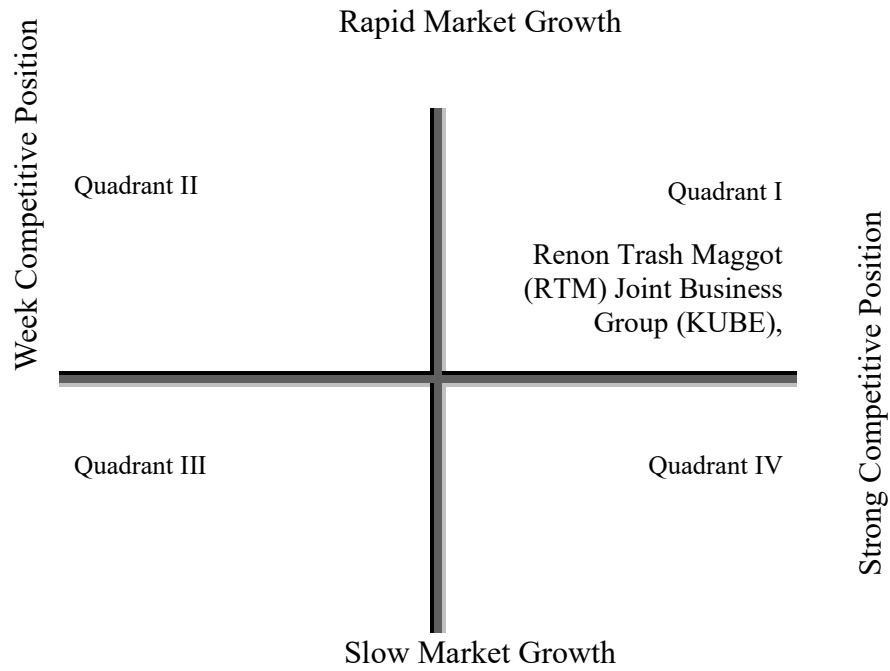 Rapid Market Growth
Week Competitive Position
Quadrant II
Quadrant I
Renon Trash Maggot
(RTM) Joint Business
Group (KUBE),
Strong Competitive Position
Quadrant III
Quadrant IV
Slow Market Growth